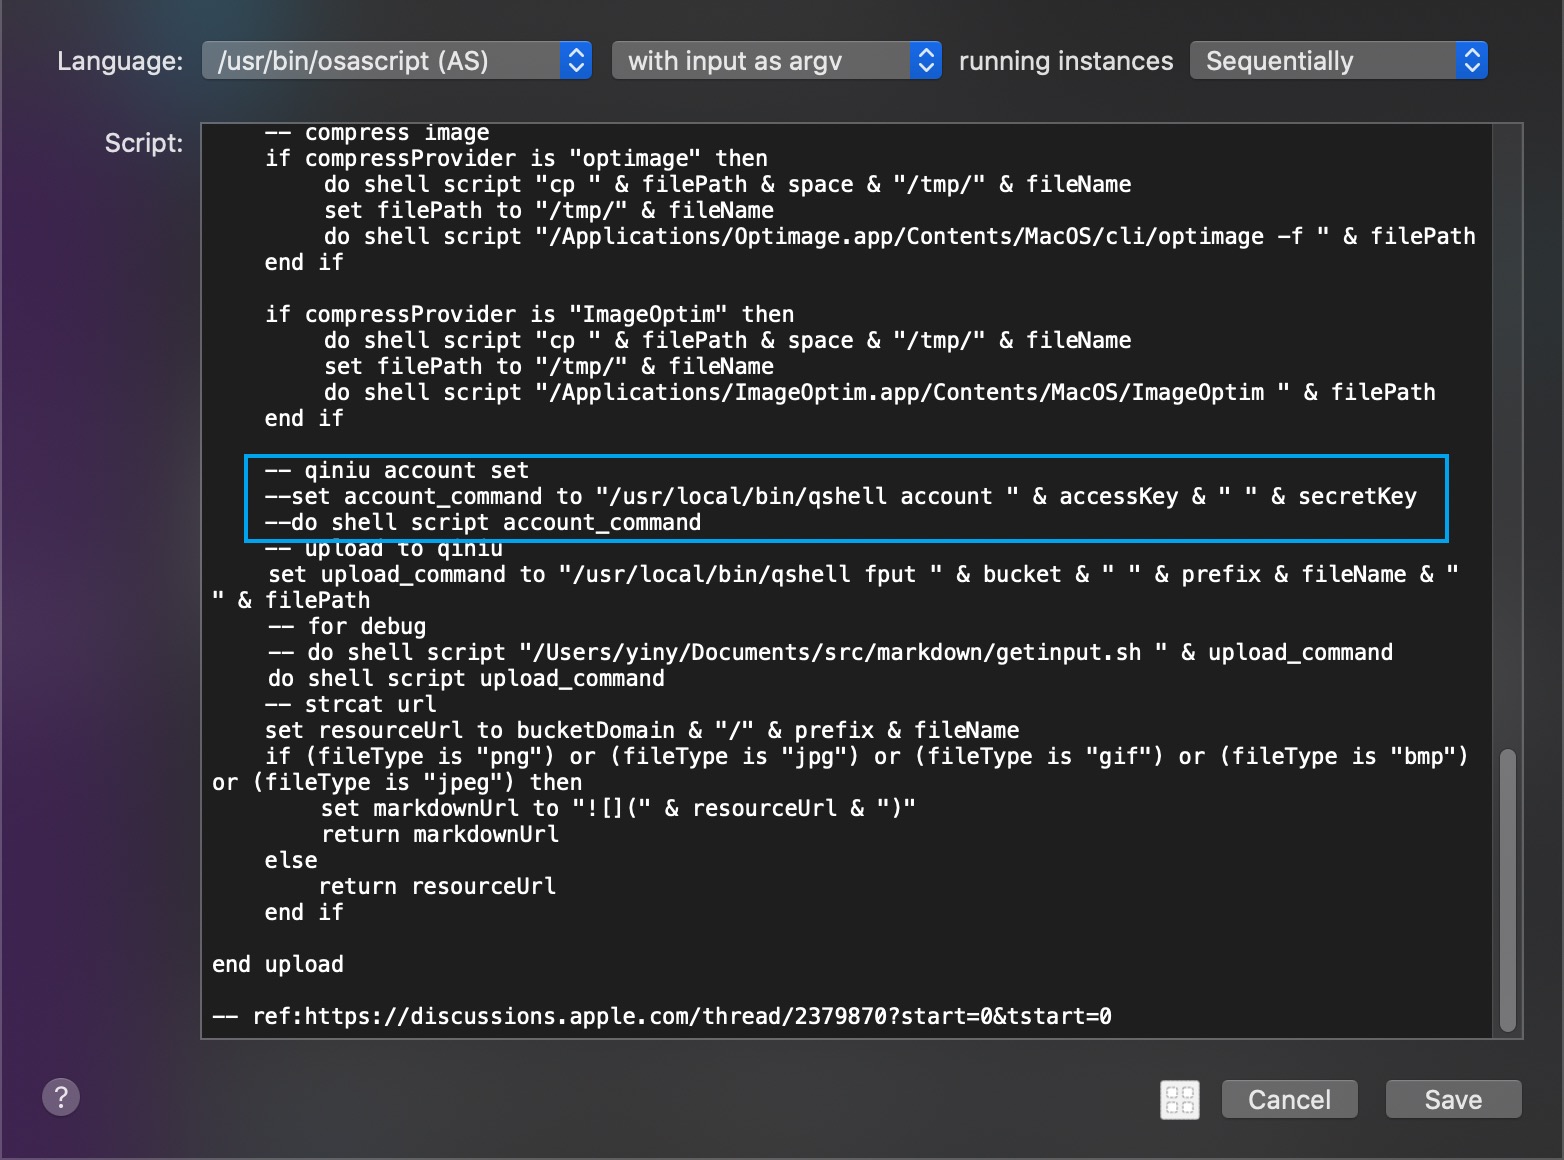 Language: /usr/bin/osascript (AS) with input as argv running instances Sequentially
Script:
-- compress image
if compressProvider is "optimage" then
do shell script "cp " & filePath & space & "/tmp/" & fileName
set filePath to "/tmp/" & fileName
do shell script "/Applications/Optimage.app/Contents/MacOS/cli/optimage -f " & filePath
end if
if compressProvider is "ImageOptim" then
do shell script "cp " & filePath & space & "/tmp/" & fileName
set filePath to "/tmp/" & fileName
do shell script "/Applications/ImageOptim.app/Contents/MacOS/ImageOptim " & filePath
end if
-- qiniu account set
--set account_command to "/usr/local/bin/qshell account " & accessKey & " " & secretKey
--do shell script account_command
-- upload to qiniu
set upload_command to "/usr/local/bin/qshell fput " & bucket & " " & prefix & fileName & "
" & filePath
-- for debug
-- do shell script "/Users/yiny/Documents/src/markdown/getinput.sh " & upload_command
do shell script upload_command
-- strcat url
set resourceUrl to bucketDomain & "/" & prefix & fileName
if (fileType is "png") or (fileType is "jpg") or (fileType is "gif") or (fileType is "bmp")
or (fileType is "jpeg") then
set markdownUrl to "![](" & resourceUrl & ")"
return markdownUrl
else
return resourceUrl
end if
end upload
-- ref:https://discussions.apple.com/thread/2379870?start=0&tstart=0
? Cancel Save